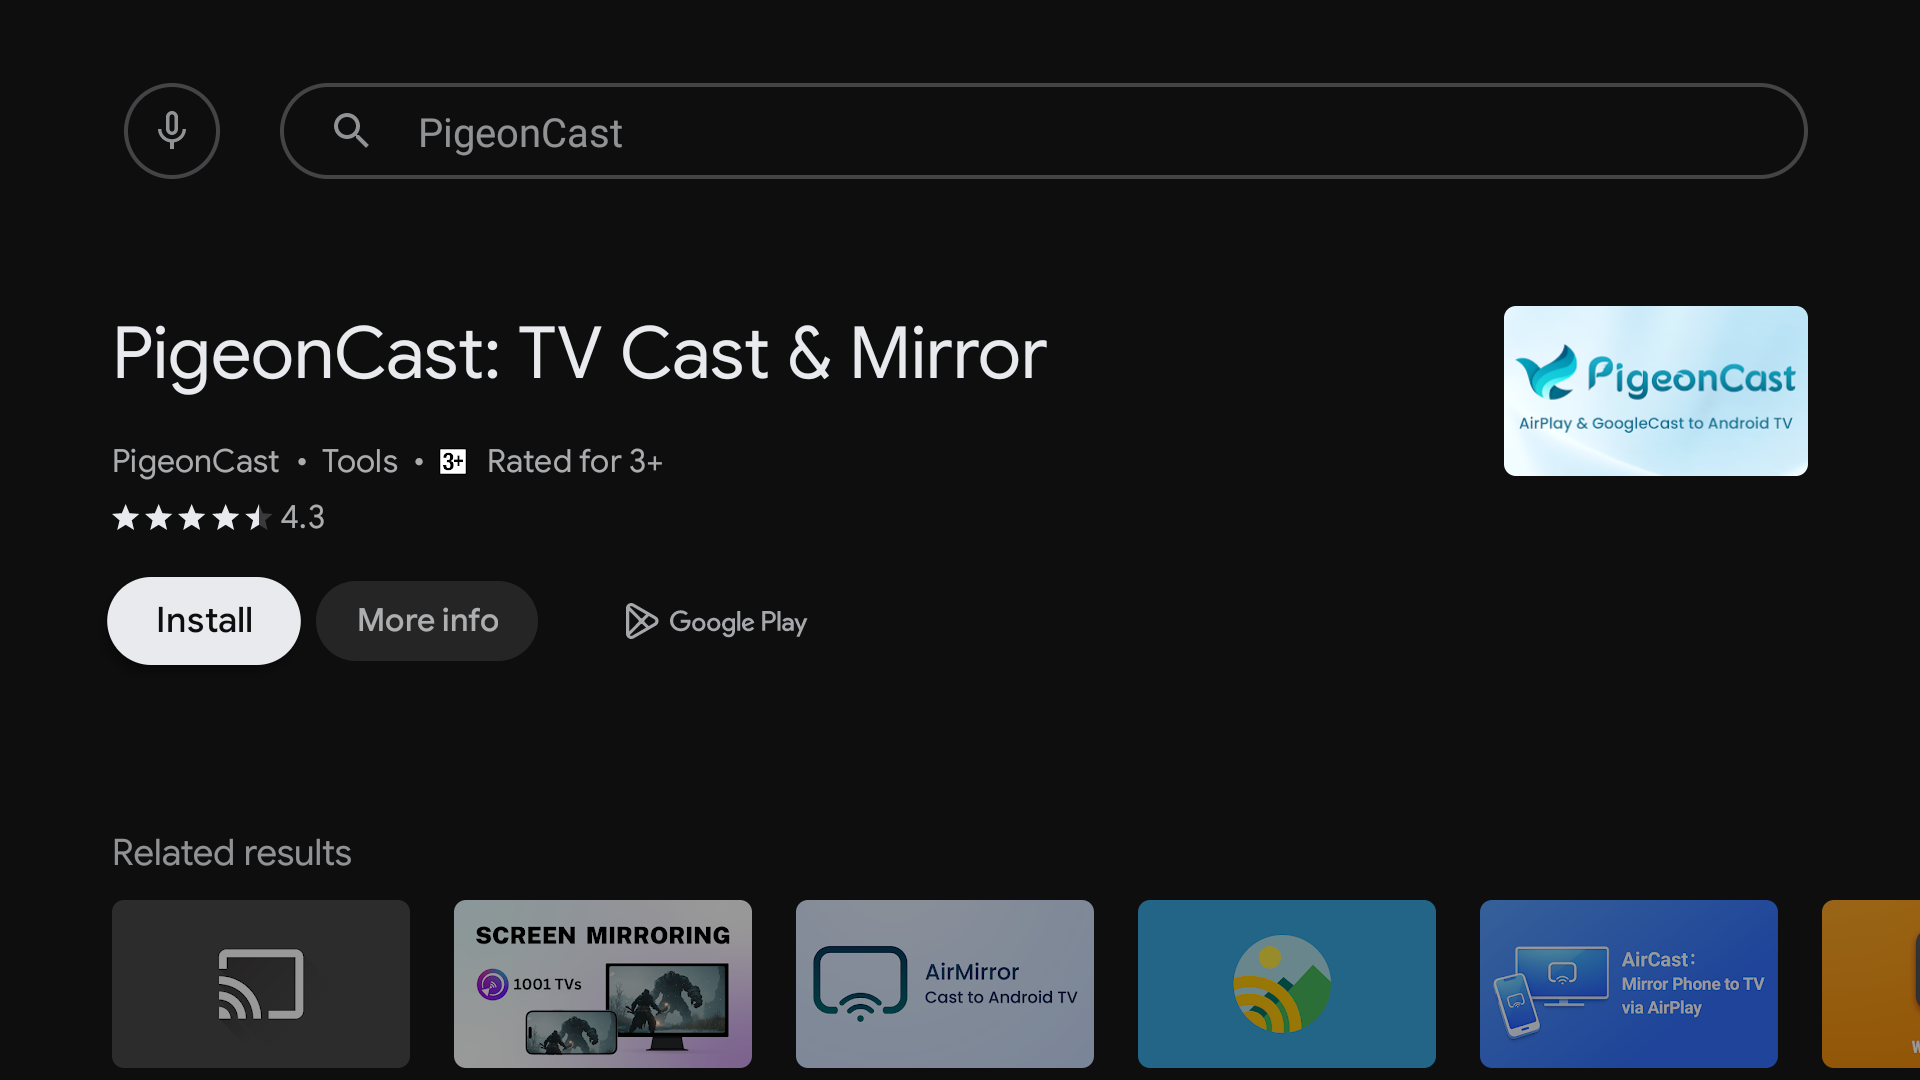 PigeonCast
PigeonCast: TV Cast & Mirror
PigeonCast
AirPlay & GoogleCast to Android TV
PigeonCast • Tools • 3+ Rated for 3+
4.3
Install
More info
Google Play
Related results
SCREEN MIRRORING
1001 TVs
AirMirror
Cast to Android TV
AirCast:
Mirror Phone to TV
via AirPlay